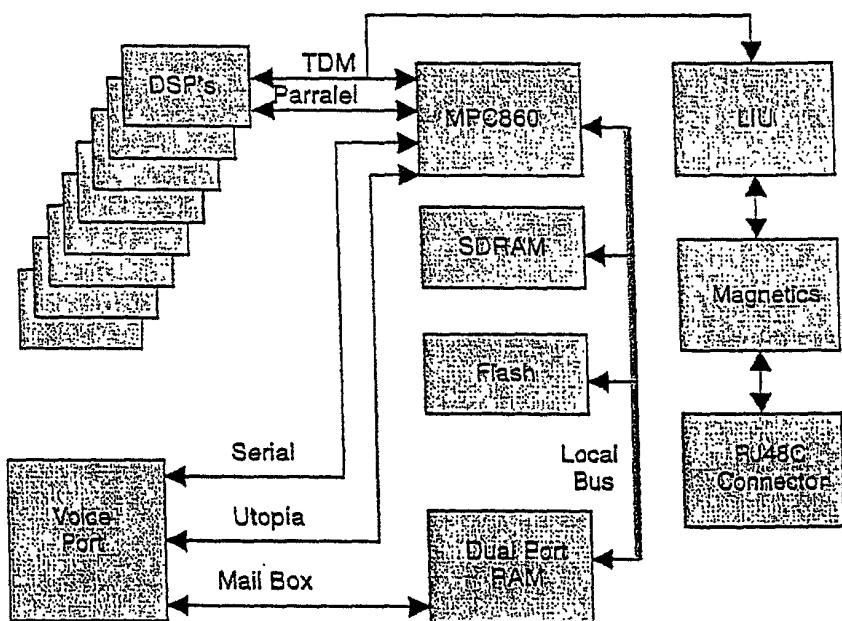 TDM
DSP's
Parralel
MPC860
LIU
SDRAM
Magnetics
Flash
Serial
Local
Bus
RJ48C
Connector
Voice
Port
Utopia
Dual Port
RAM
Mail Box